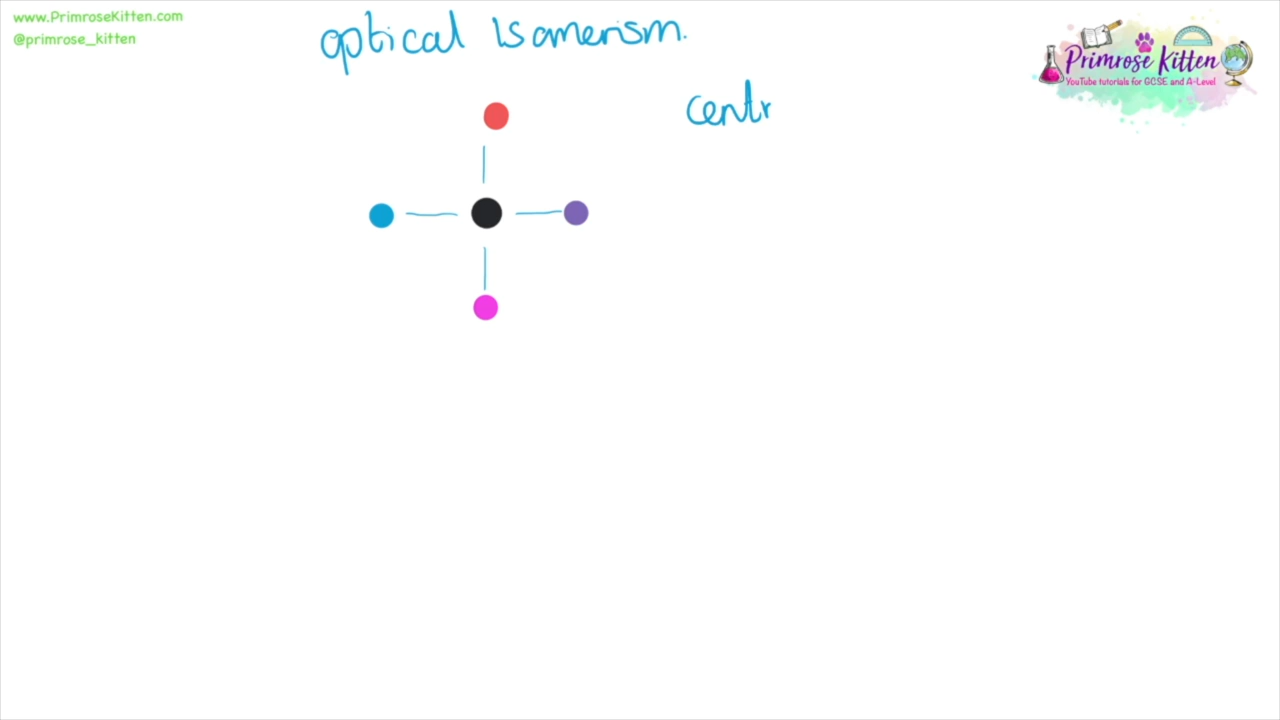 www.PrimroseKitten.com
@primrose_kitten
optical Isomerism.
centr
Primrose Kitten
YouTube tutorials for GCSE and A-Level